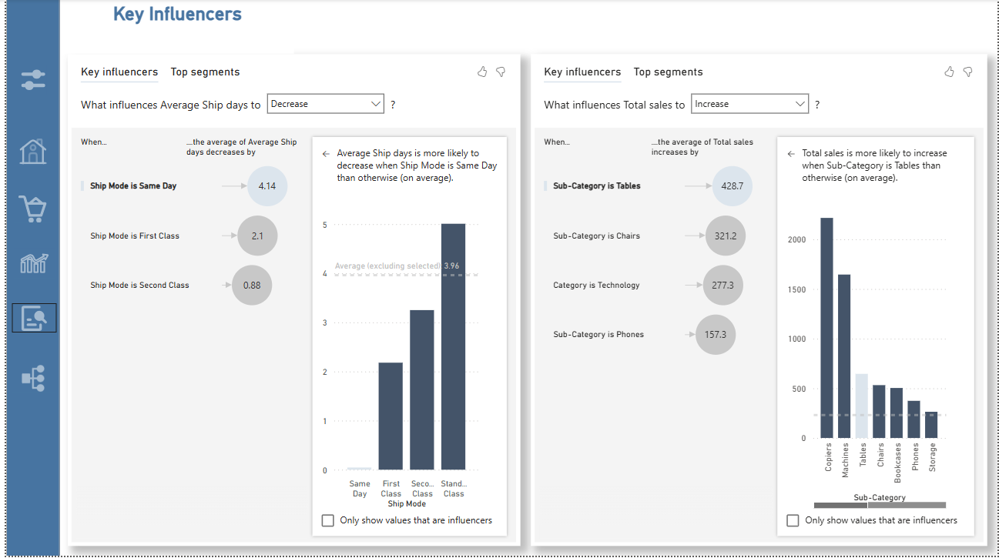 Key Influencers
Key influencers
Top segments
What influences Average Ship days to
Decrease
?
When...
....the average of Average Ship
days decreases by
Ship Mode is Same Day
4.14
Ship Mode is First Class
2.1
Ship Mode is Second Class
0.88
← Average Ship days is more likely to
decrease when Ship Mode is Same Day
than otherwise (on average).
5
Average (excluding selected) 3.96
4
3
2
1
0
Same
Day
First
Class
Seco...
Class
Stand...
Class
Ship Mode
Only show values that are influencers
Key influencers
Top segments
What influences Total sales to
Increase
?
When...
....the average of Total sales
increases by
Sub-Category is Tables
428.7
Sub-Category is Chairs
321.2
Category is Technology
277.3
Sub-Category is Phones
157.3
← Total sales is more likely to increase
when Sub-Category is Tables than
otherwise (on average).
2000
1500
1000
500
0
Copiers
Machines
Tables
Chairs
Bookcases
Phones
Storage
Sub-Category
Only show values that are influencers